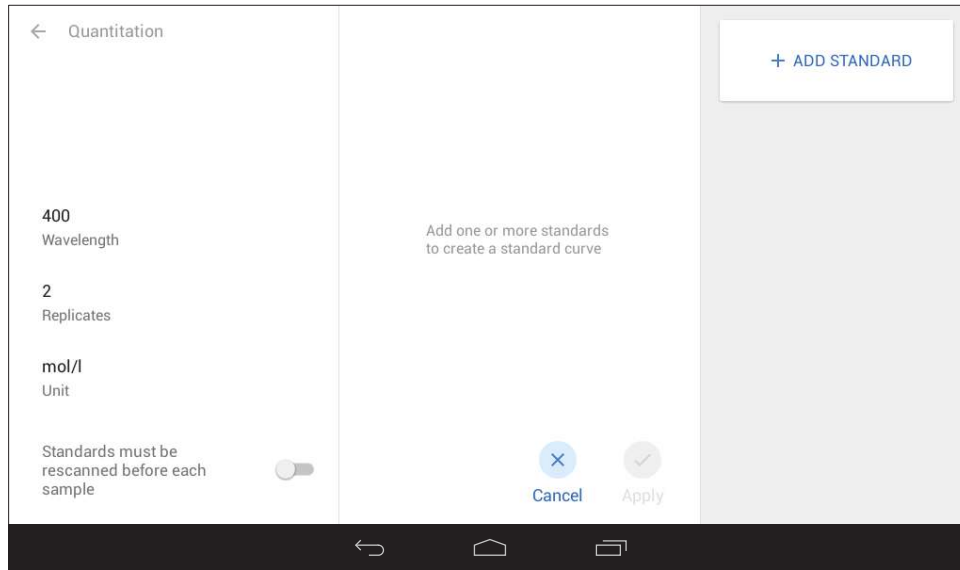 Quantitation
400
Wavelength
2
Replicates
mol/l
Unit
Standards must be
rescanned before each
sample
Add one or more standards
to create a standard curve
Cancel
Apply
+ ADD STANDARD